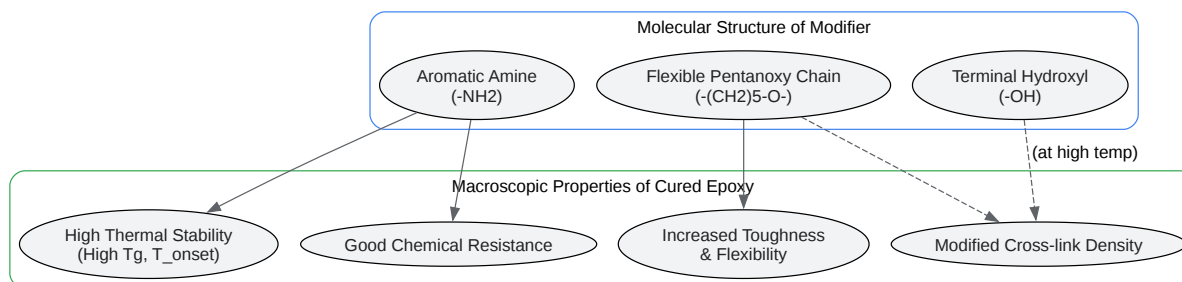 Molecular Structure of Modifier
Aromatic Amine
(-NH2)
Flexible Pentanoxy Chain
(-(CH2)5-O-)
Terminal Hydroxyl
(-OH)
(at high temp)
Macroscopic Properties of Cured Epoxy
High Thermal Stability
(High Tg, T_onset)
Good Chemical Resistance
Increased Toughness
& Flexibility
Modified Cross-link Density